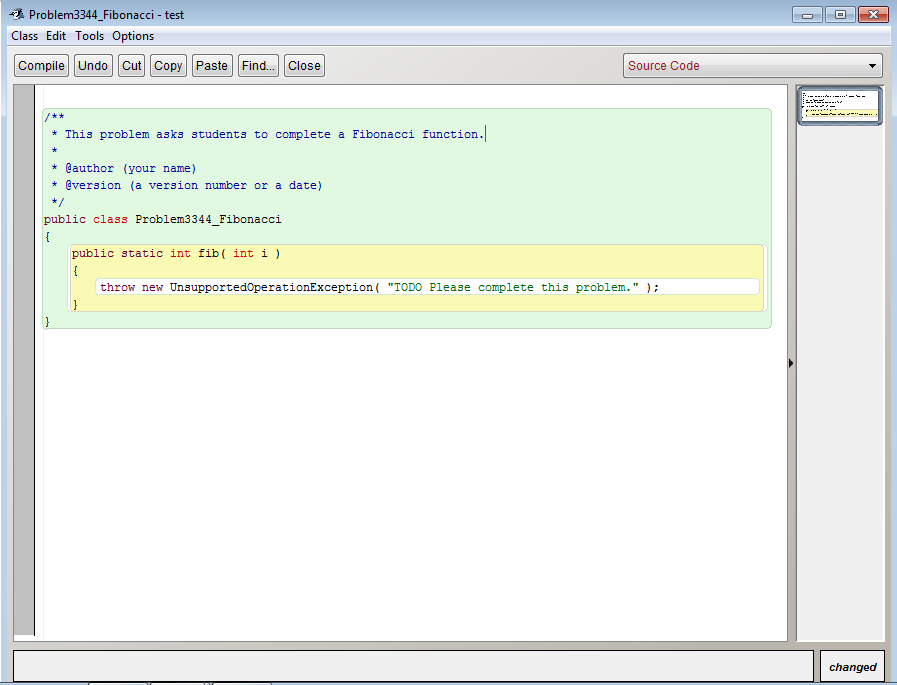 Problem3344_Fibonacci - test
Class Edit Tools Options
Compile Undo Cut Copy Paste Find... Close Source Code
/**
 * This problem asks students to complete a Fibonacci function.
 *
 * @author (your name)
 * @version (a version number or a date)
 */
public class Problem3344_Fibonacci
{
    public static int fib( int i )
    {
        throw new UnsupportedOperationException( "TODO Please complete this problem." );
    }
}
changed